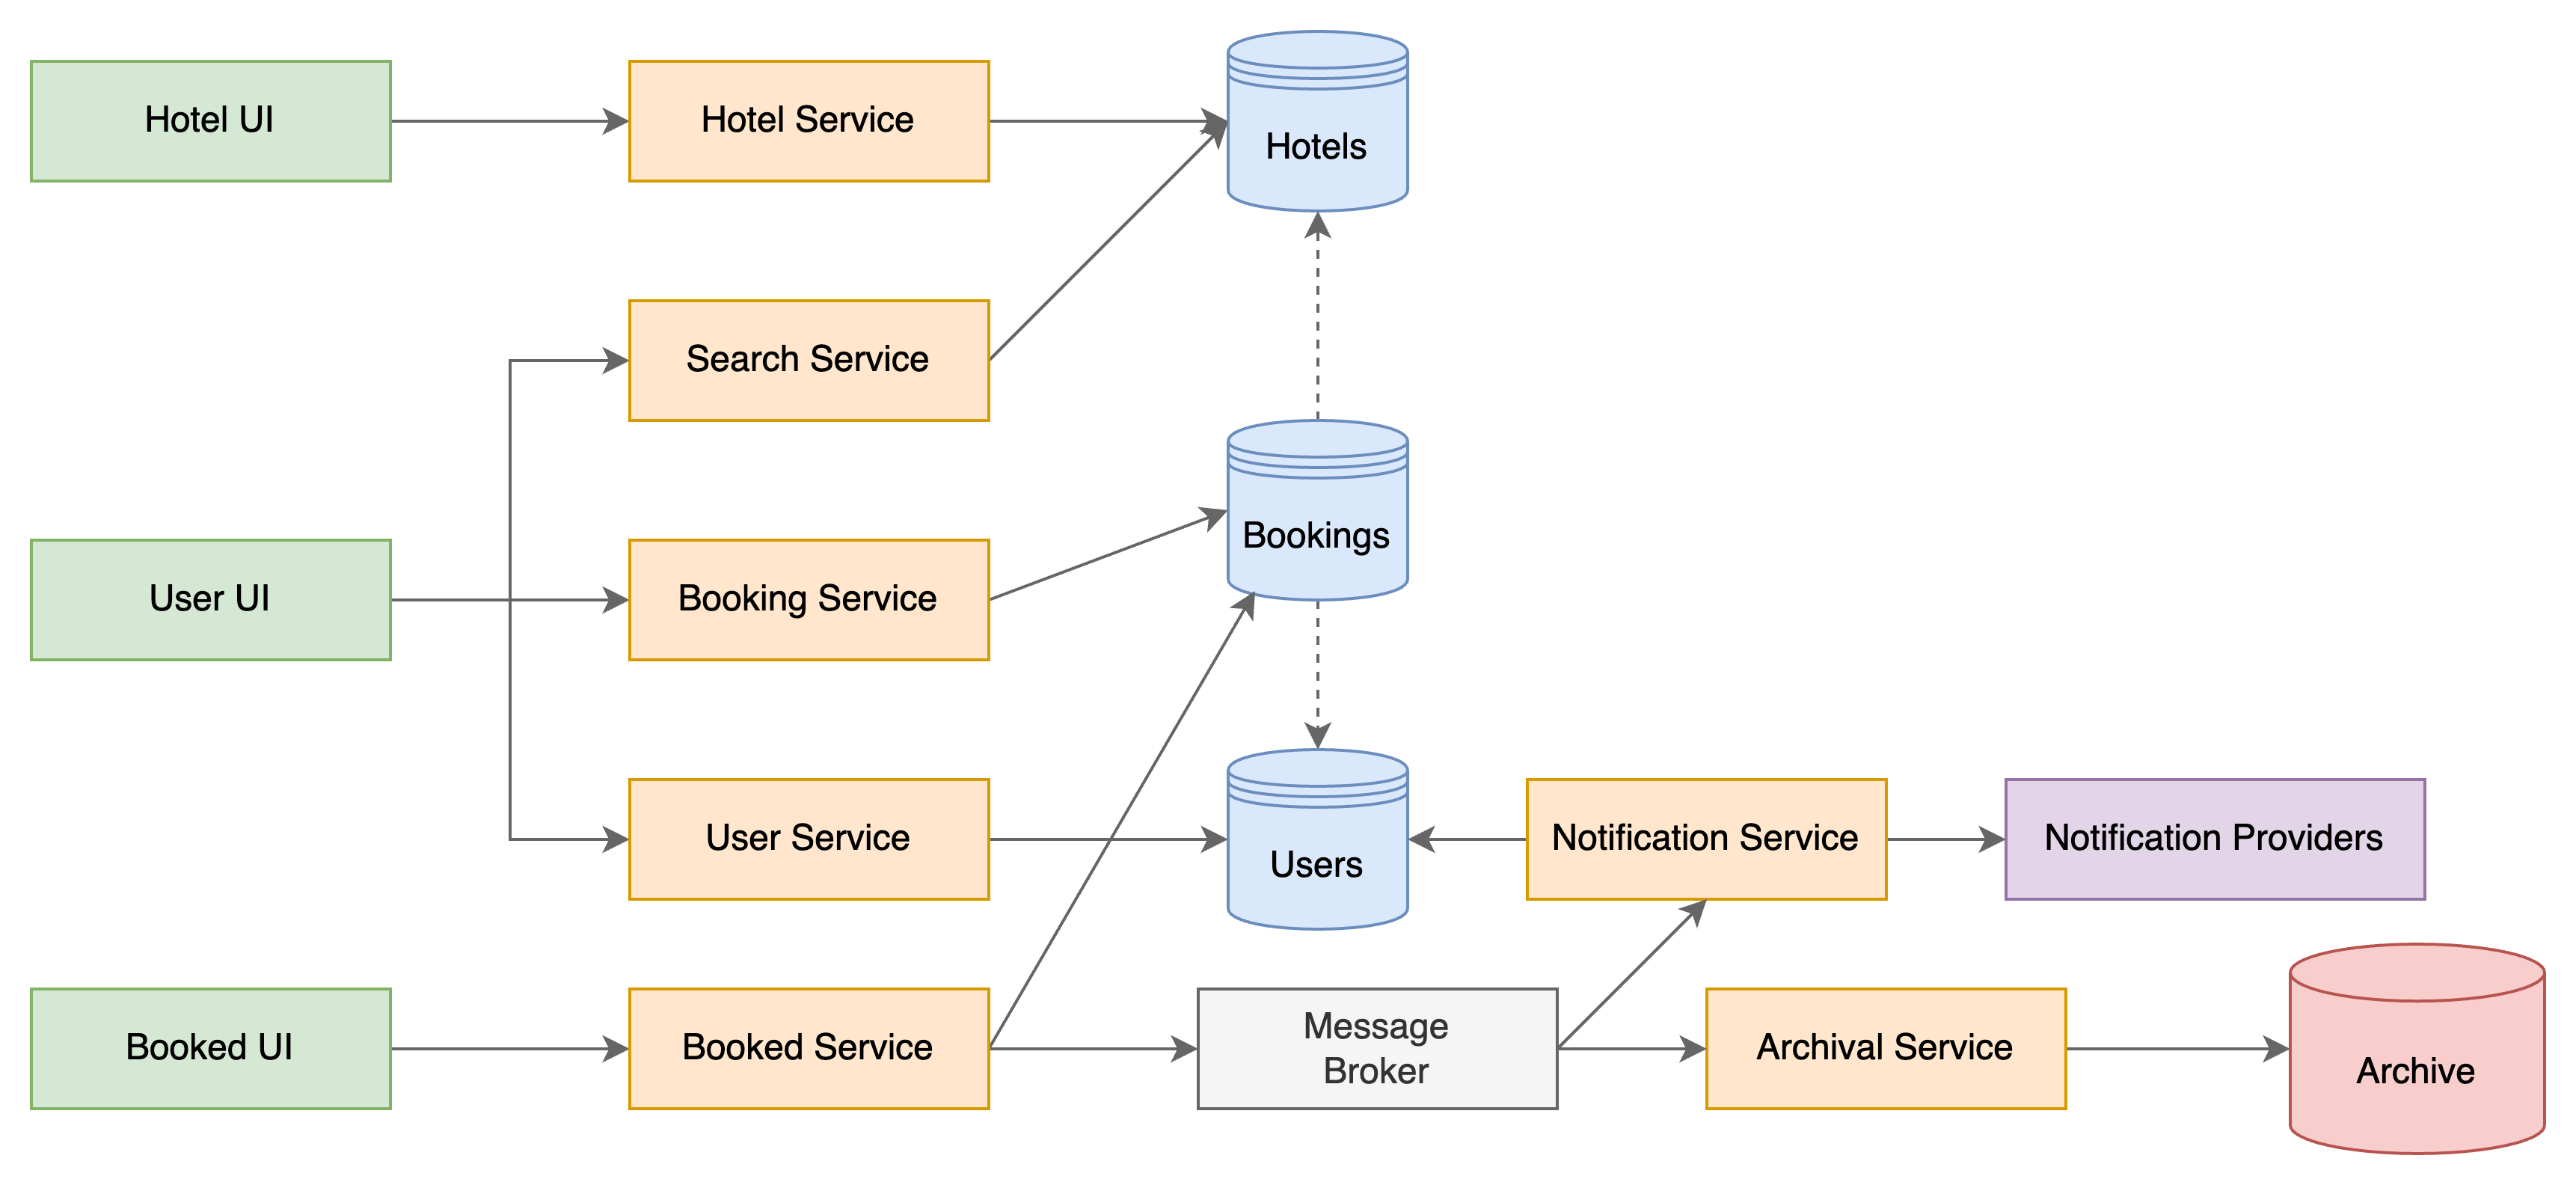 Hotel UI
Hotel Service
Hotels
Search Service
Bookings
User UI
Booking Service
User Service
Users
Notification Service
Notification Providers
Booked UI
Booked Service
Message
Broker
Archival Service
Archive